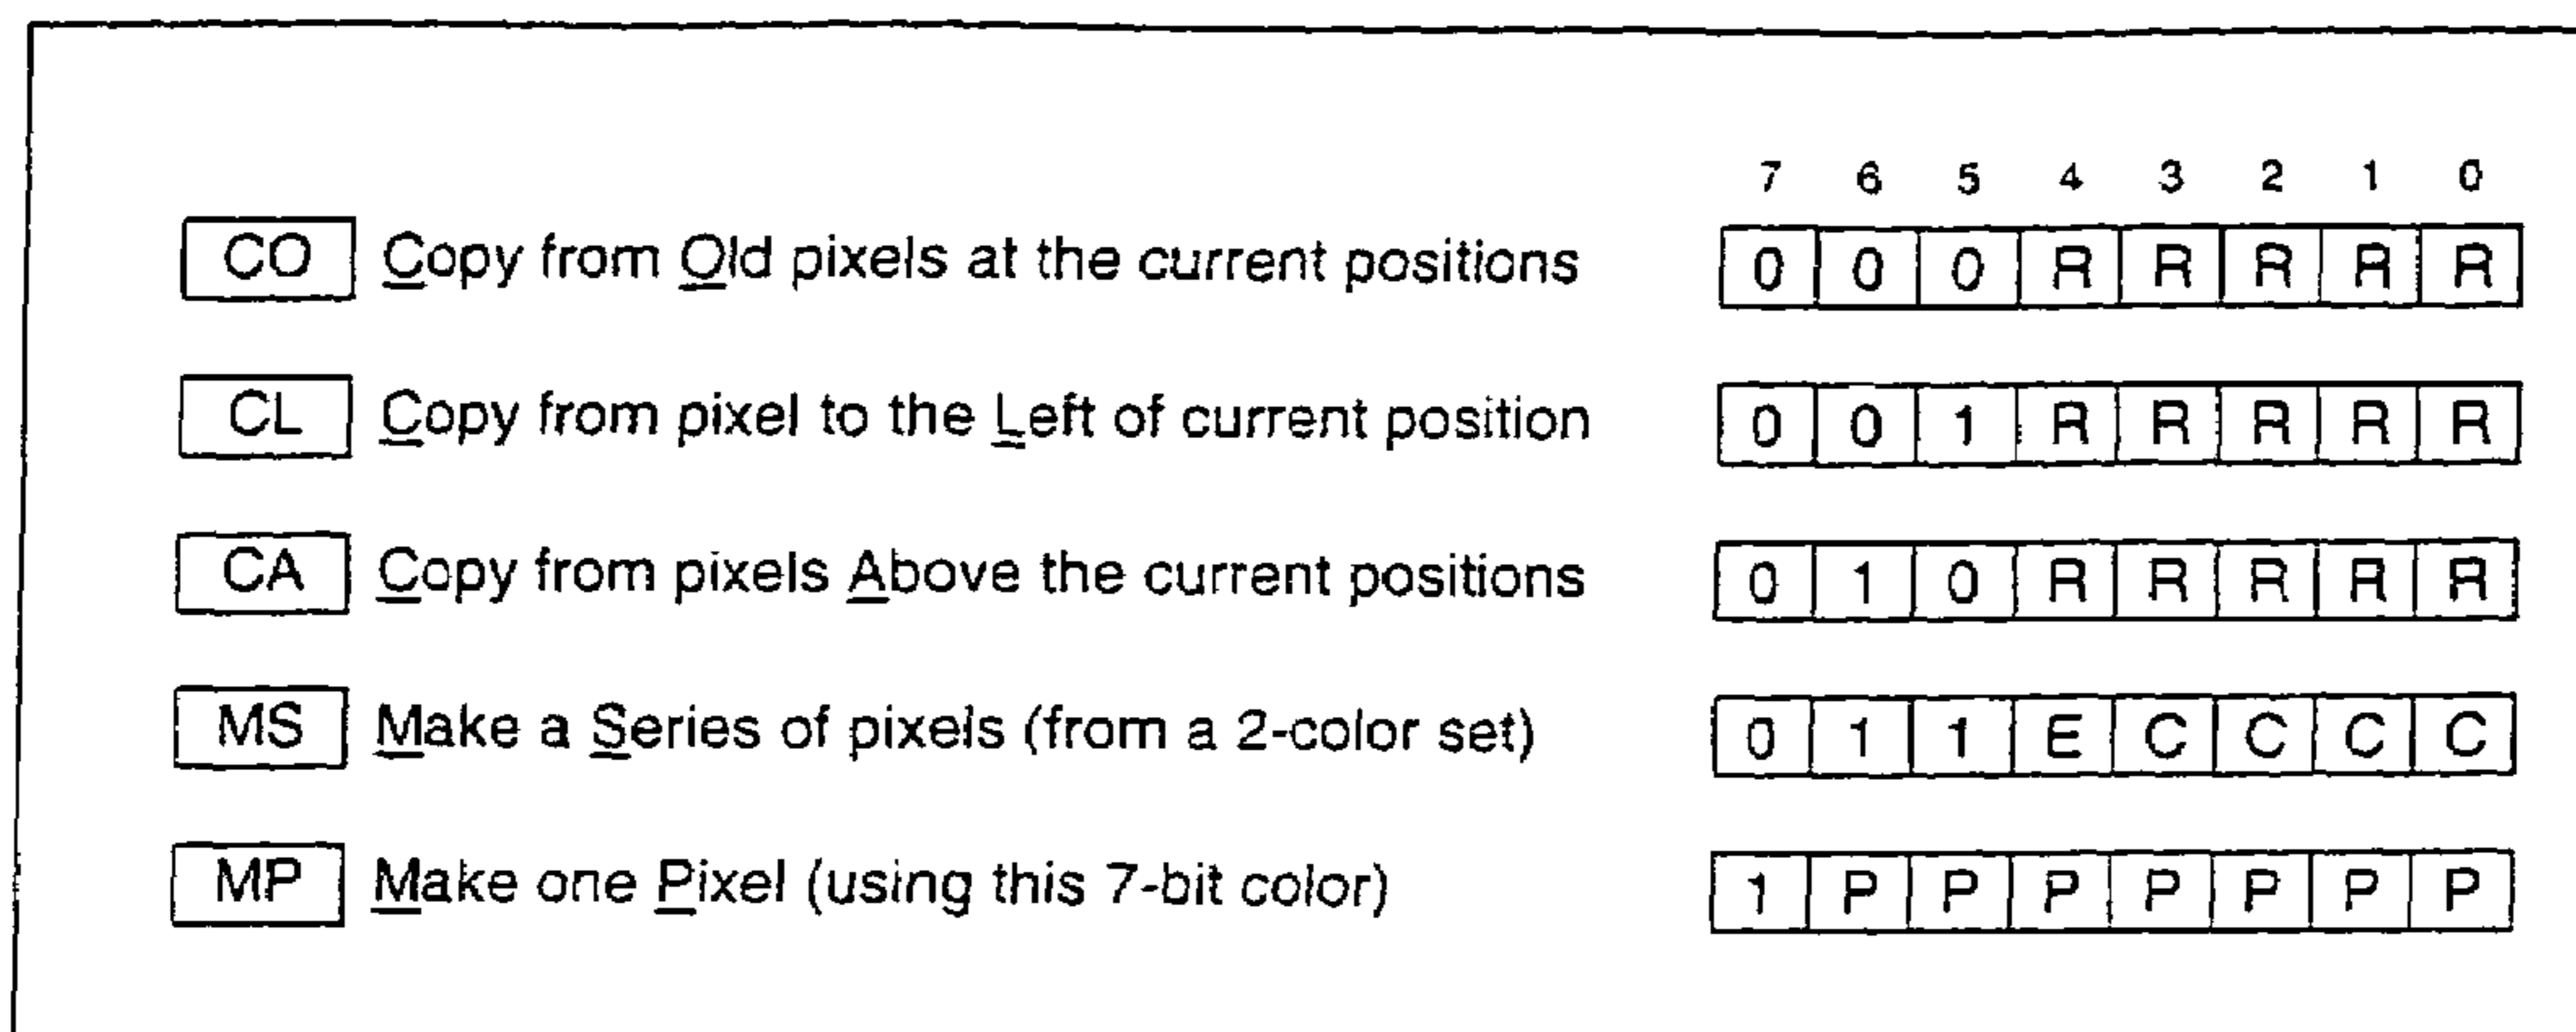 7 6 5 4 3 2 1 0
CO Copy from Old pixels at the current positions 0 0 0 R R R R R
CL Copy from pixel to the Left of current position 0 0 1 R R R R R
CA Copy from pixels Above the current positions 0 1 0 R R R R R
MS Make a Series of pixels (from a 2-color set) 0 1 1 E C C C C
MP Make one Pixel (using this 7-bit color) 1 P P P P P P P